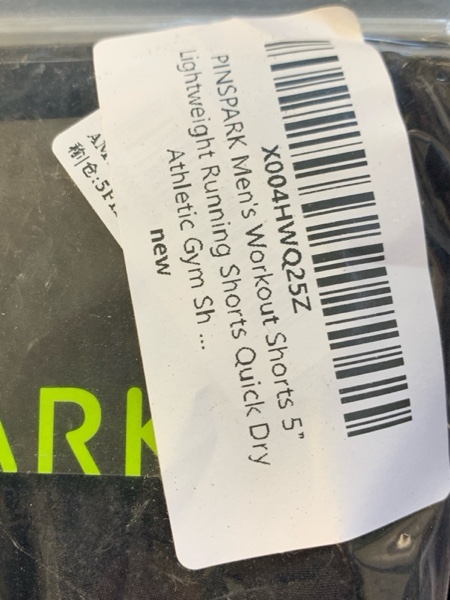 X004HWQ25Z
PINSPARK Men's Workout Shorts 5"
Lightweight Running Shorts Quick Dry
Athletic Gym Sh ...
new
ARK